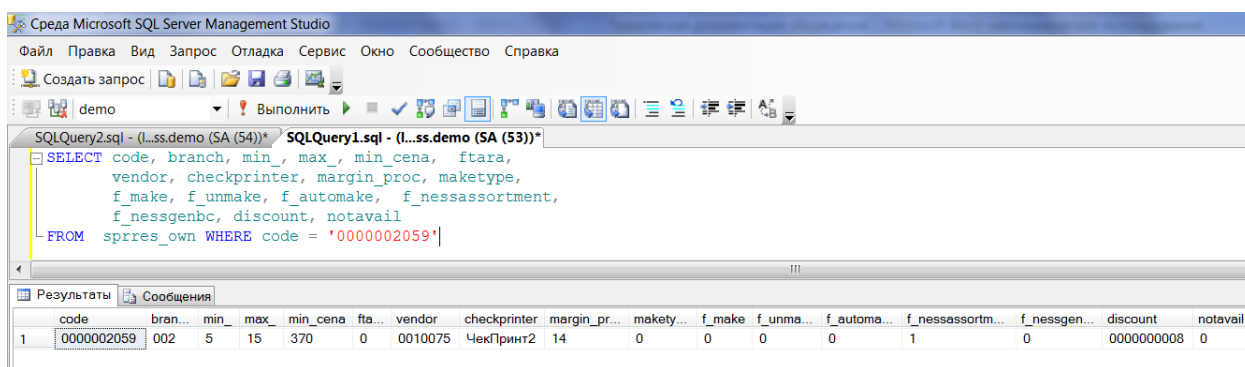 Среда Microsoft SQL Server Management Studio
Файл Правка Вид Запрос Отладка Сервис Окно Сообщество Справка
Создать запрос
demo Выполнить
SQLQuery2.sql - (l...ss.demo (SA (54))* SQLQuery1.sql - (l...ss.demo (SA (53))*
SELECT code, branch, min_, max_, min_cena, ftara,
vendor, checkprinter, margin_proc, maketype,
f_make, f_unmake, f_automake, f_nessassortment,
f_nessgenbc, discount, notavail
FROM sprres_own WHERE code = '0000002059'
Результаты Сообщения
code bran... min_ max_ min_cena fta... vendor checkprinter margin_pr... makety... f_make f_unma... f_automa... f_nessassortm... f_nessgen... discount notavail
1 0000002059 002 5 15 370 0 0010075 ЧекПринт2 14 0 0 0 0 1 0 0000000008 0